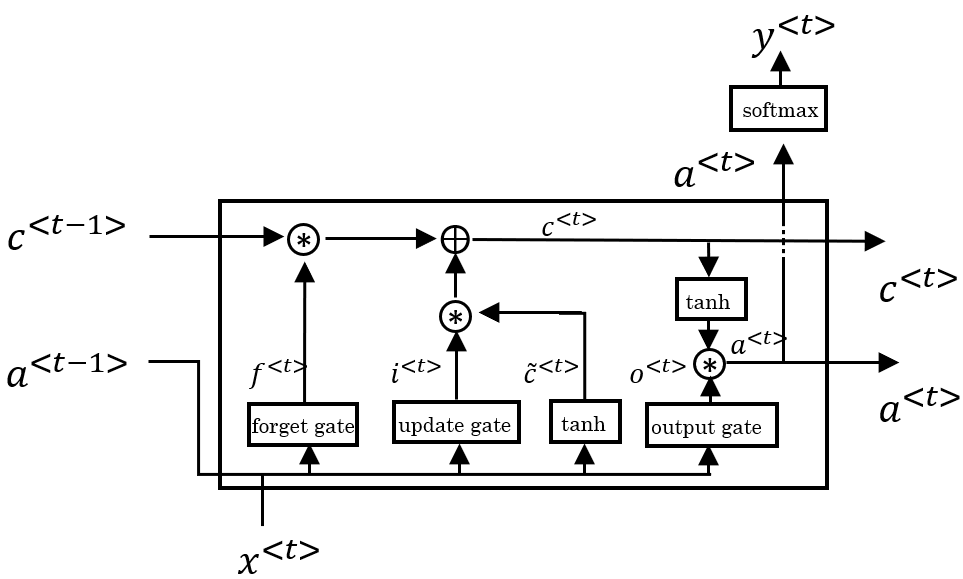 y<t>
softmax
a<t>
c<t−1>
c<t>
c<t>
tanh
a<t−1>
f<t>
i<t>
c̃<t>
o<t>
a<t>
a<t>
forget gate
update gate
tanh
output gate
x<t>